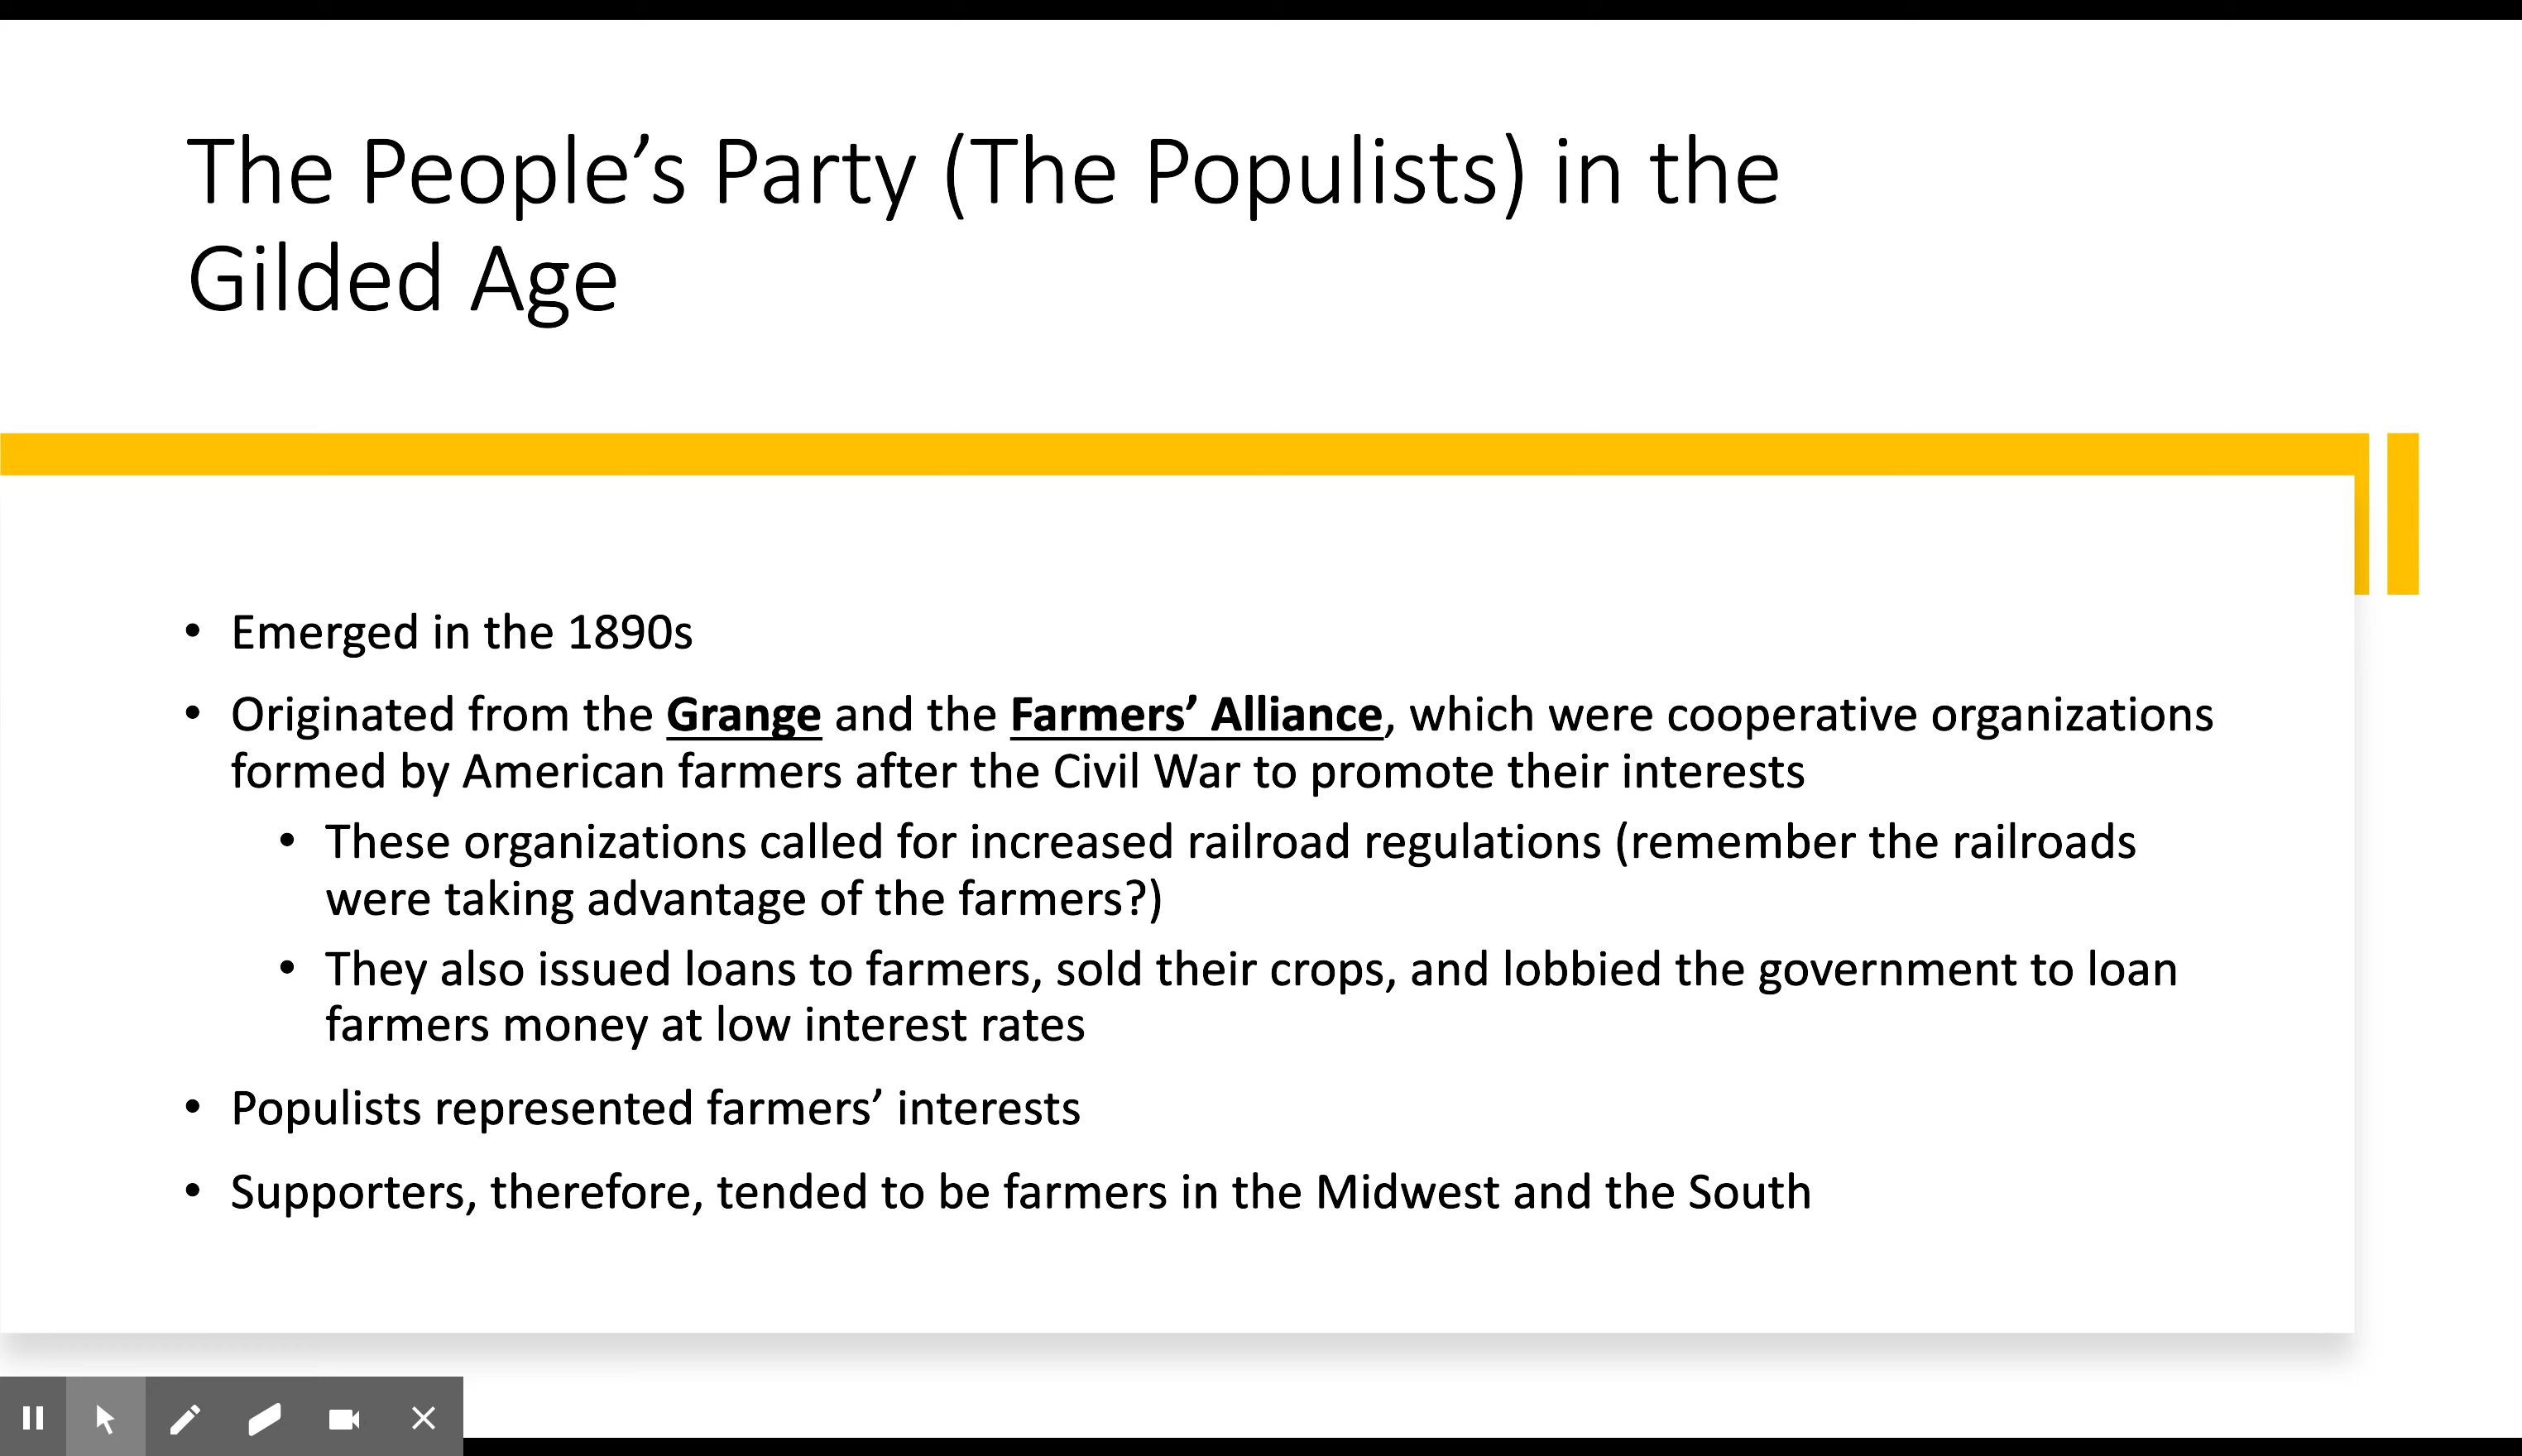 The People’s Party (The Populists) in the
Gilded Age
• Emerged in the 1890s
• Originated from the Grange and the Farmers’ Alliance, which were cooperative organizations
formed by American farmers after the Civil War to promote their interests
• These organizations called for increased railroad regulations (remember the railroads
were taking advantage of the farmers?)
• They also issued loans to farmers, sold their crops, and lobbied the government to loan
farmers money at low interest rates
• Populists represented farmers’ interests
• Supporters, therefore, tended to be farmers in the Midwest and the South